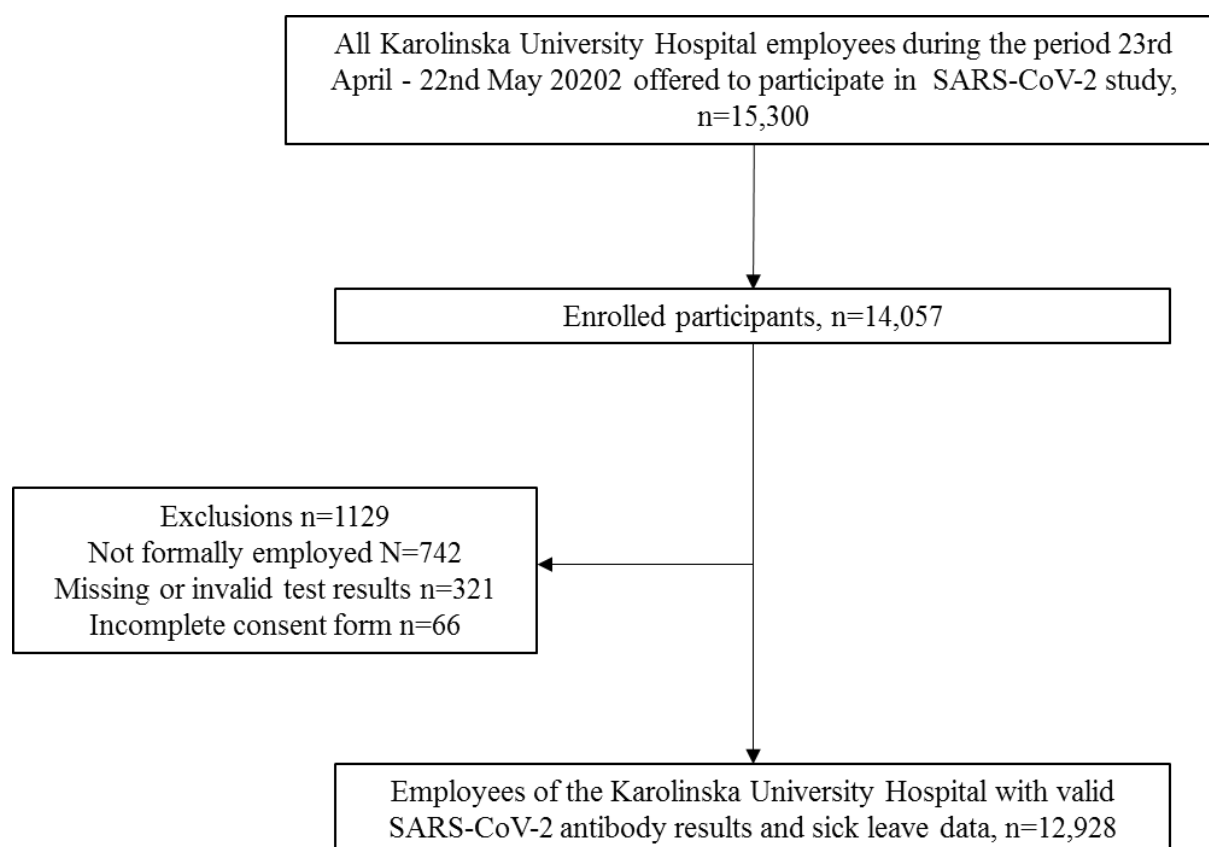 All Karolinska University Hospital employees during the period 23rd
April - 22nd May 20202 offered to participate in SARS-CoV-2 study,
n=15,300
Enrolled participants, n=14,057
Exclusions n=1129
Not formally employed N=742
Missing or invalid test results n=321
Incomplete consent form n=66
Employees of the Karolinska University Hospital with valid
SARS-CoV-2 antibody results and sick leave data, n=12,928